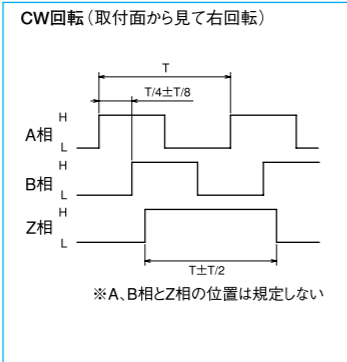 CW回転(取付面から見て右回転)
T
T/4±T/8
H
A相
L
H
B相
L
H
Z相
L
T±T/2
※A、B相とZ相の位置は規定しない